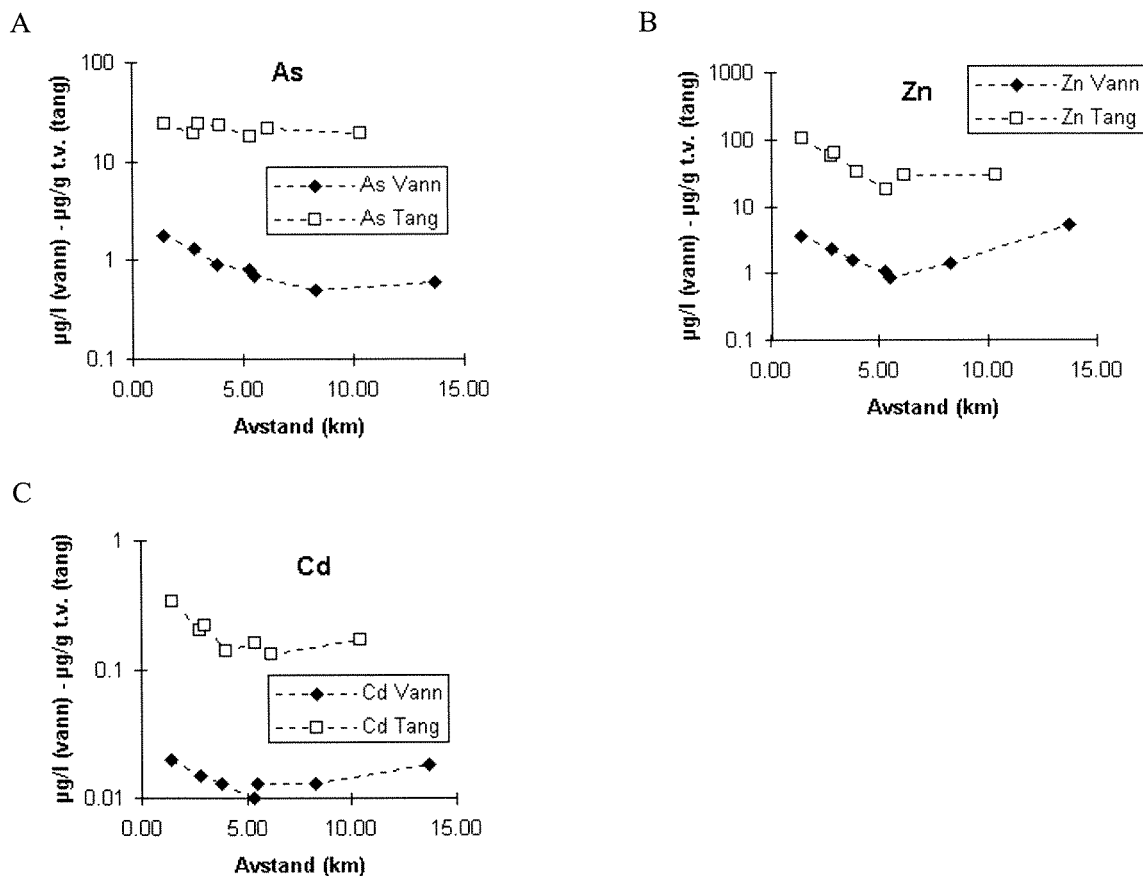 A
As
µg/l (vann) - µg/g t.v. (tang)
100
10
1
0.1
As Vann
As Tang
0.00 5.00 10.00 15.00
Avstand (km)
B
Zn
µg/l (vann) - µg/g t.v. (tang)
1000
100
10
1
0.1
Zn Vann
Zn Tang
0.00 5.00 10.00 15.00
Avstand (km)
C
Cd
µg/l (vann) - µg/g t.v. (tang)
1
0.1
0.01
Cd Vann
Cd Tang
0.00 5.00 10.00 15.00
Avstand (km)